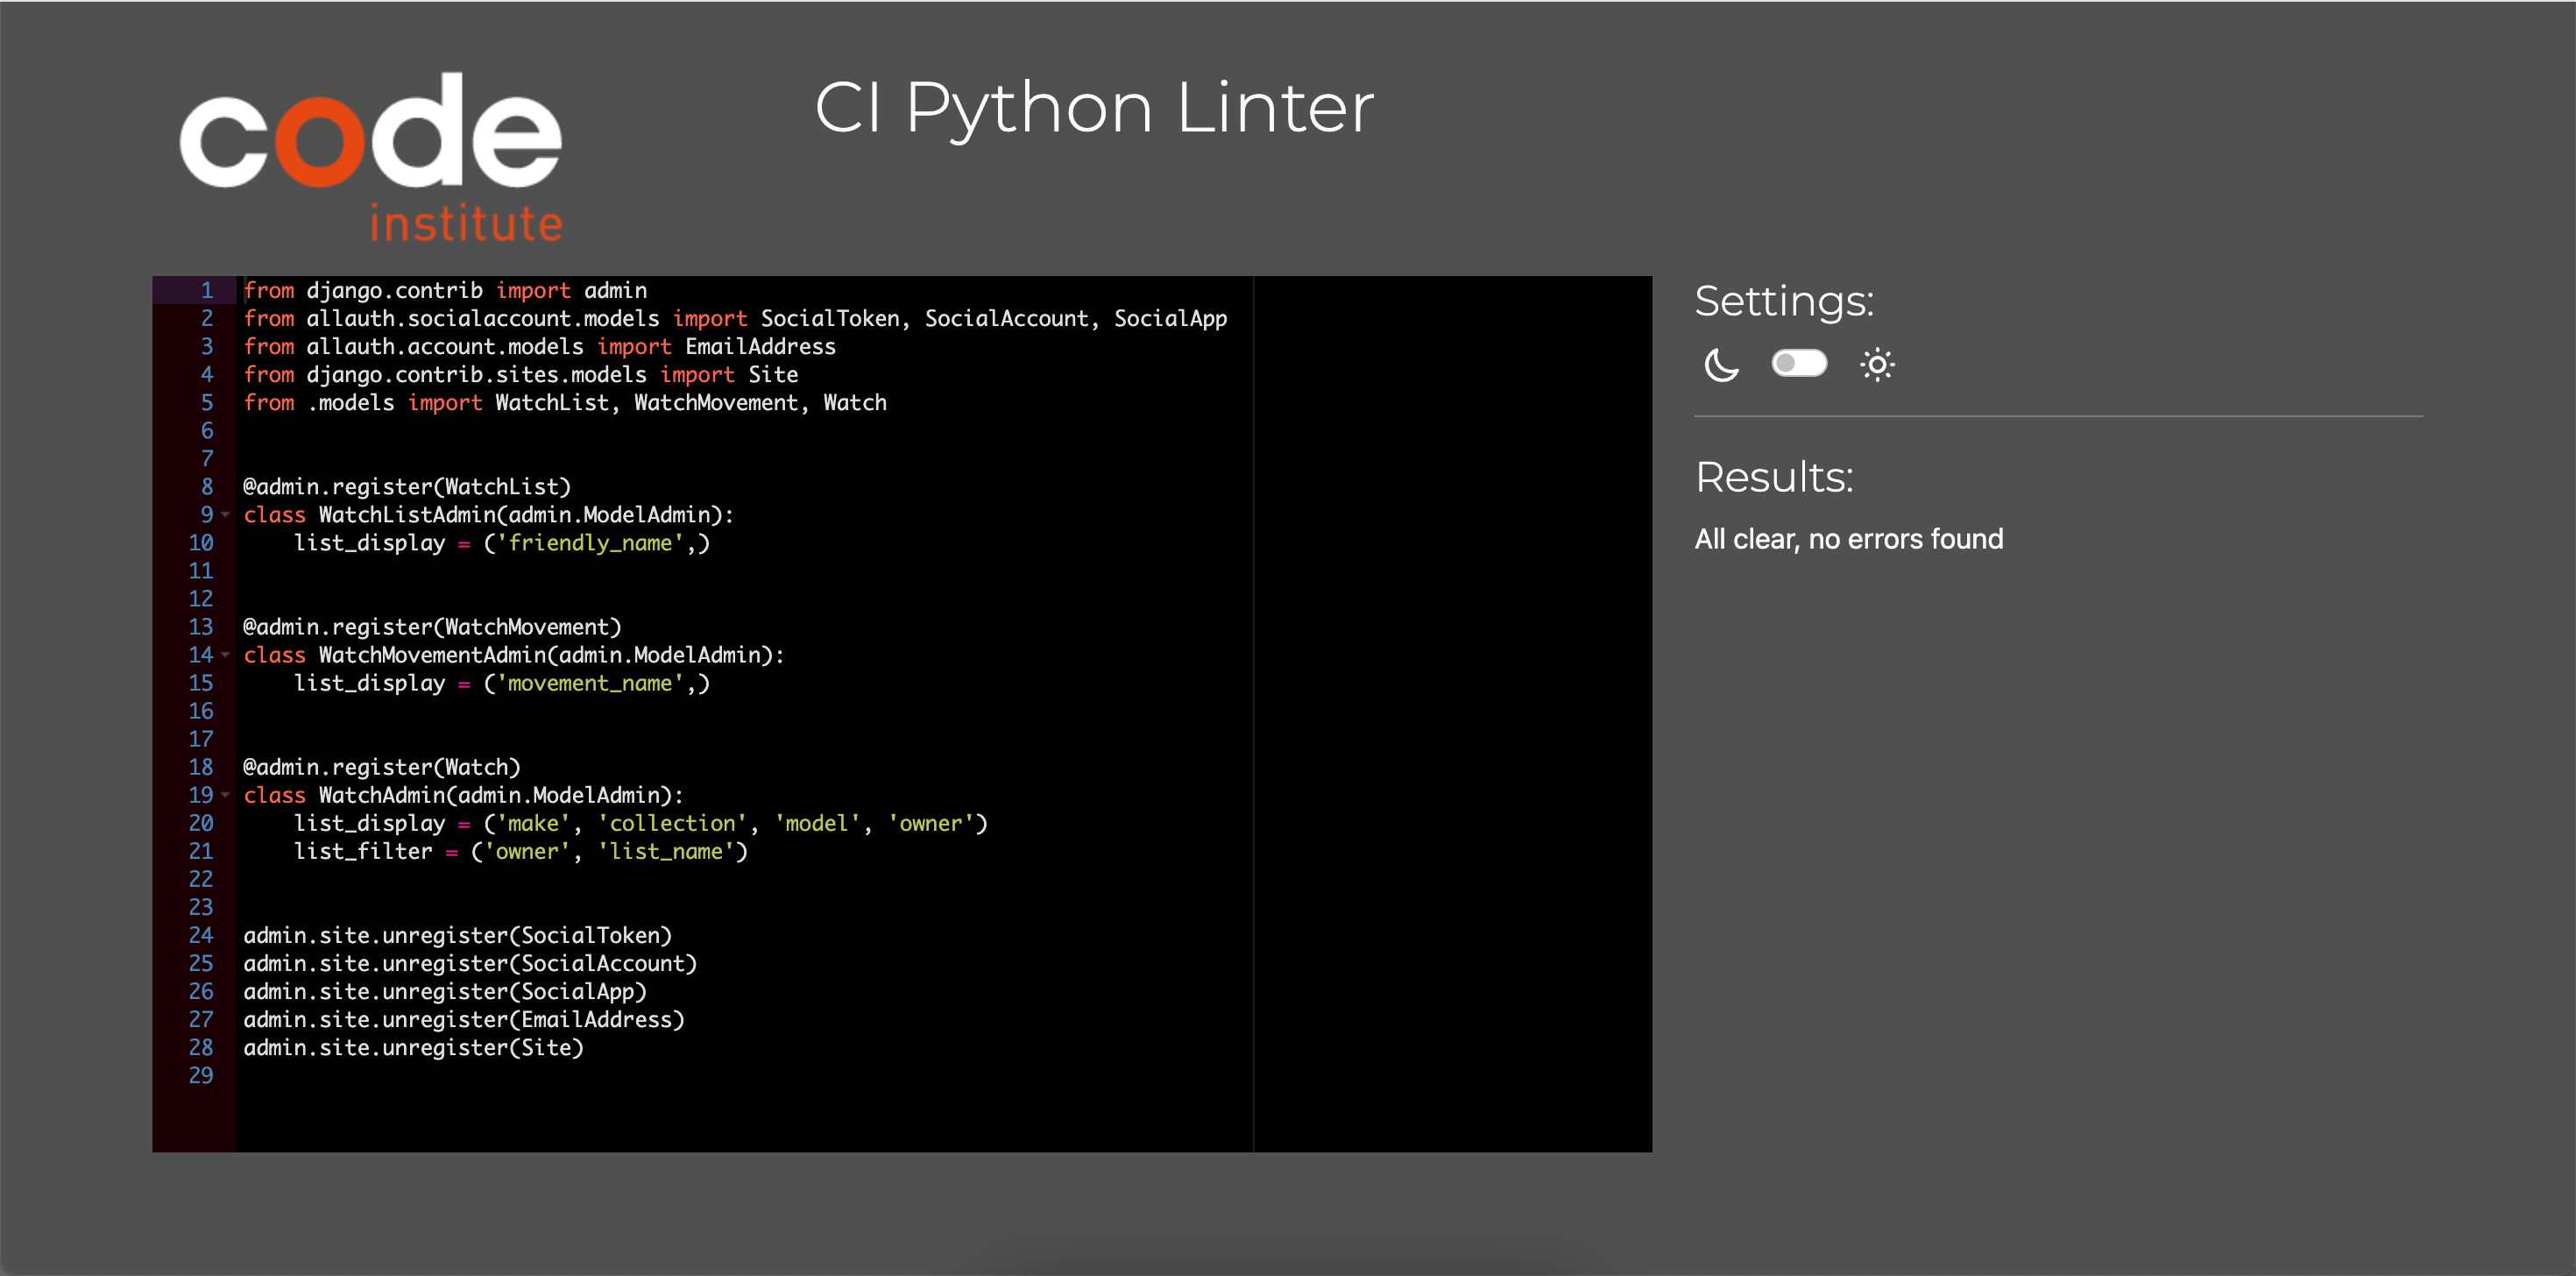 code
institute
CI Python Linter
1 from django.contrib import admin
2 from allauth.socialaccount.models import SocialToken, SocialAccount, SocialApp
3 from allauth.account.models import EmailAddress
4 from django.contrib.sites.models import Site
5 from .models import WatchList, WatchMovement, Watch
6
7
8 @admin.register(WatchList)
9 class WatchListAdmin(admin.ModelAdmin):
10     list_display = ('friendly_name',)
11
12
13 @admin.register(WatchMovement)
14 class WatchMovementAdmin(admin.ModelAdmin):
15     list_display = ('movement_name',)
16
17
18 @admin.register(Watch)
19 class WatchAdmin(admin.ModelAdmin):
20     list_display = ('make', 'collection', 'model', 'owner')
21     list_filter = ('owner', 'list_name')
22
23
24 admin.site.unregister(SocialToken)
25 admin.site.unregister(SocialAccount)
26 admin.site.unregister(SocialApp)
27 admin.site.unregister(EmailAddress)
28 admin.site.unregister(Site)
29
Settings:
Results:
All clear, no errors found